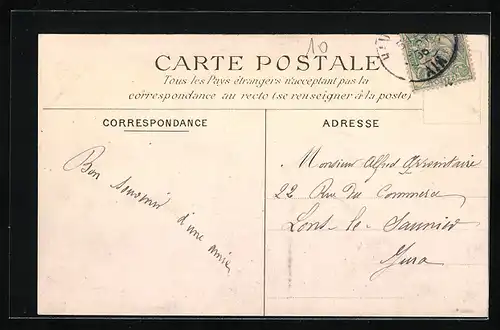 10
CARTE POSTALE
Tous les Pays étrangers n'acceptant pas la
correspondance au recto (se renseigner à la poste)
CORRESPONDANCE
ADRESSE
AIN
Bon souvenir d'une amie
Monsieur Alfred
22 Rue du Commerce
Lons-le-Saunier
Jura